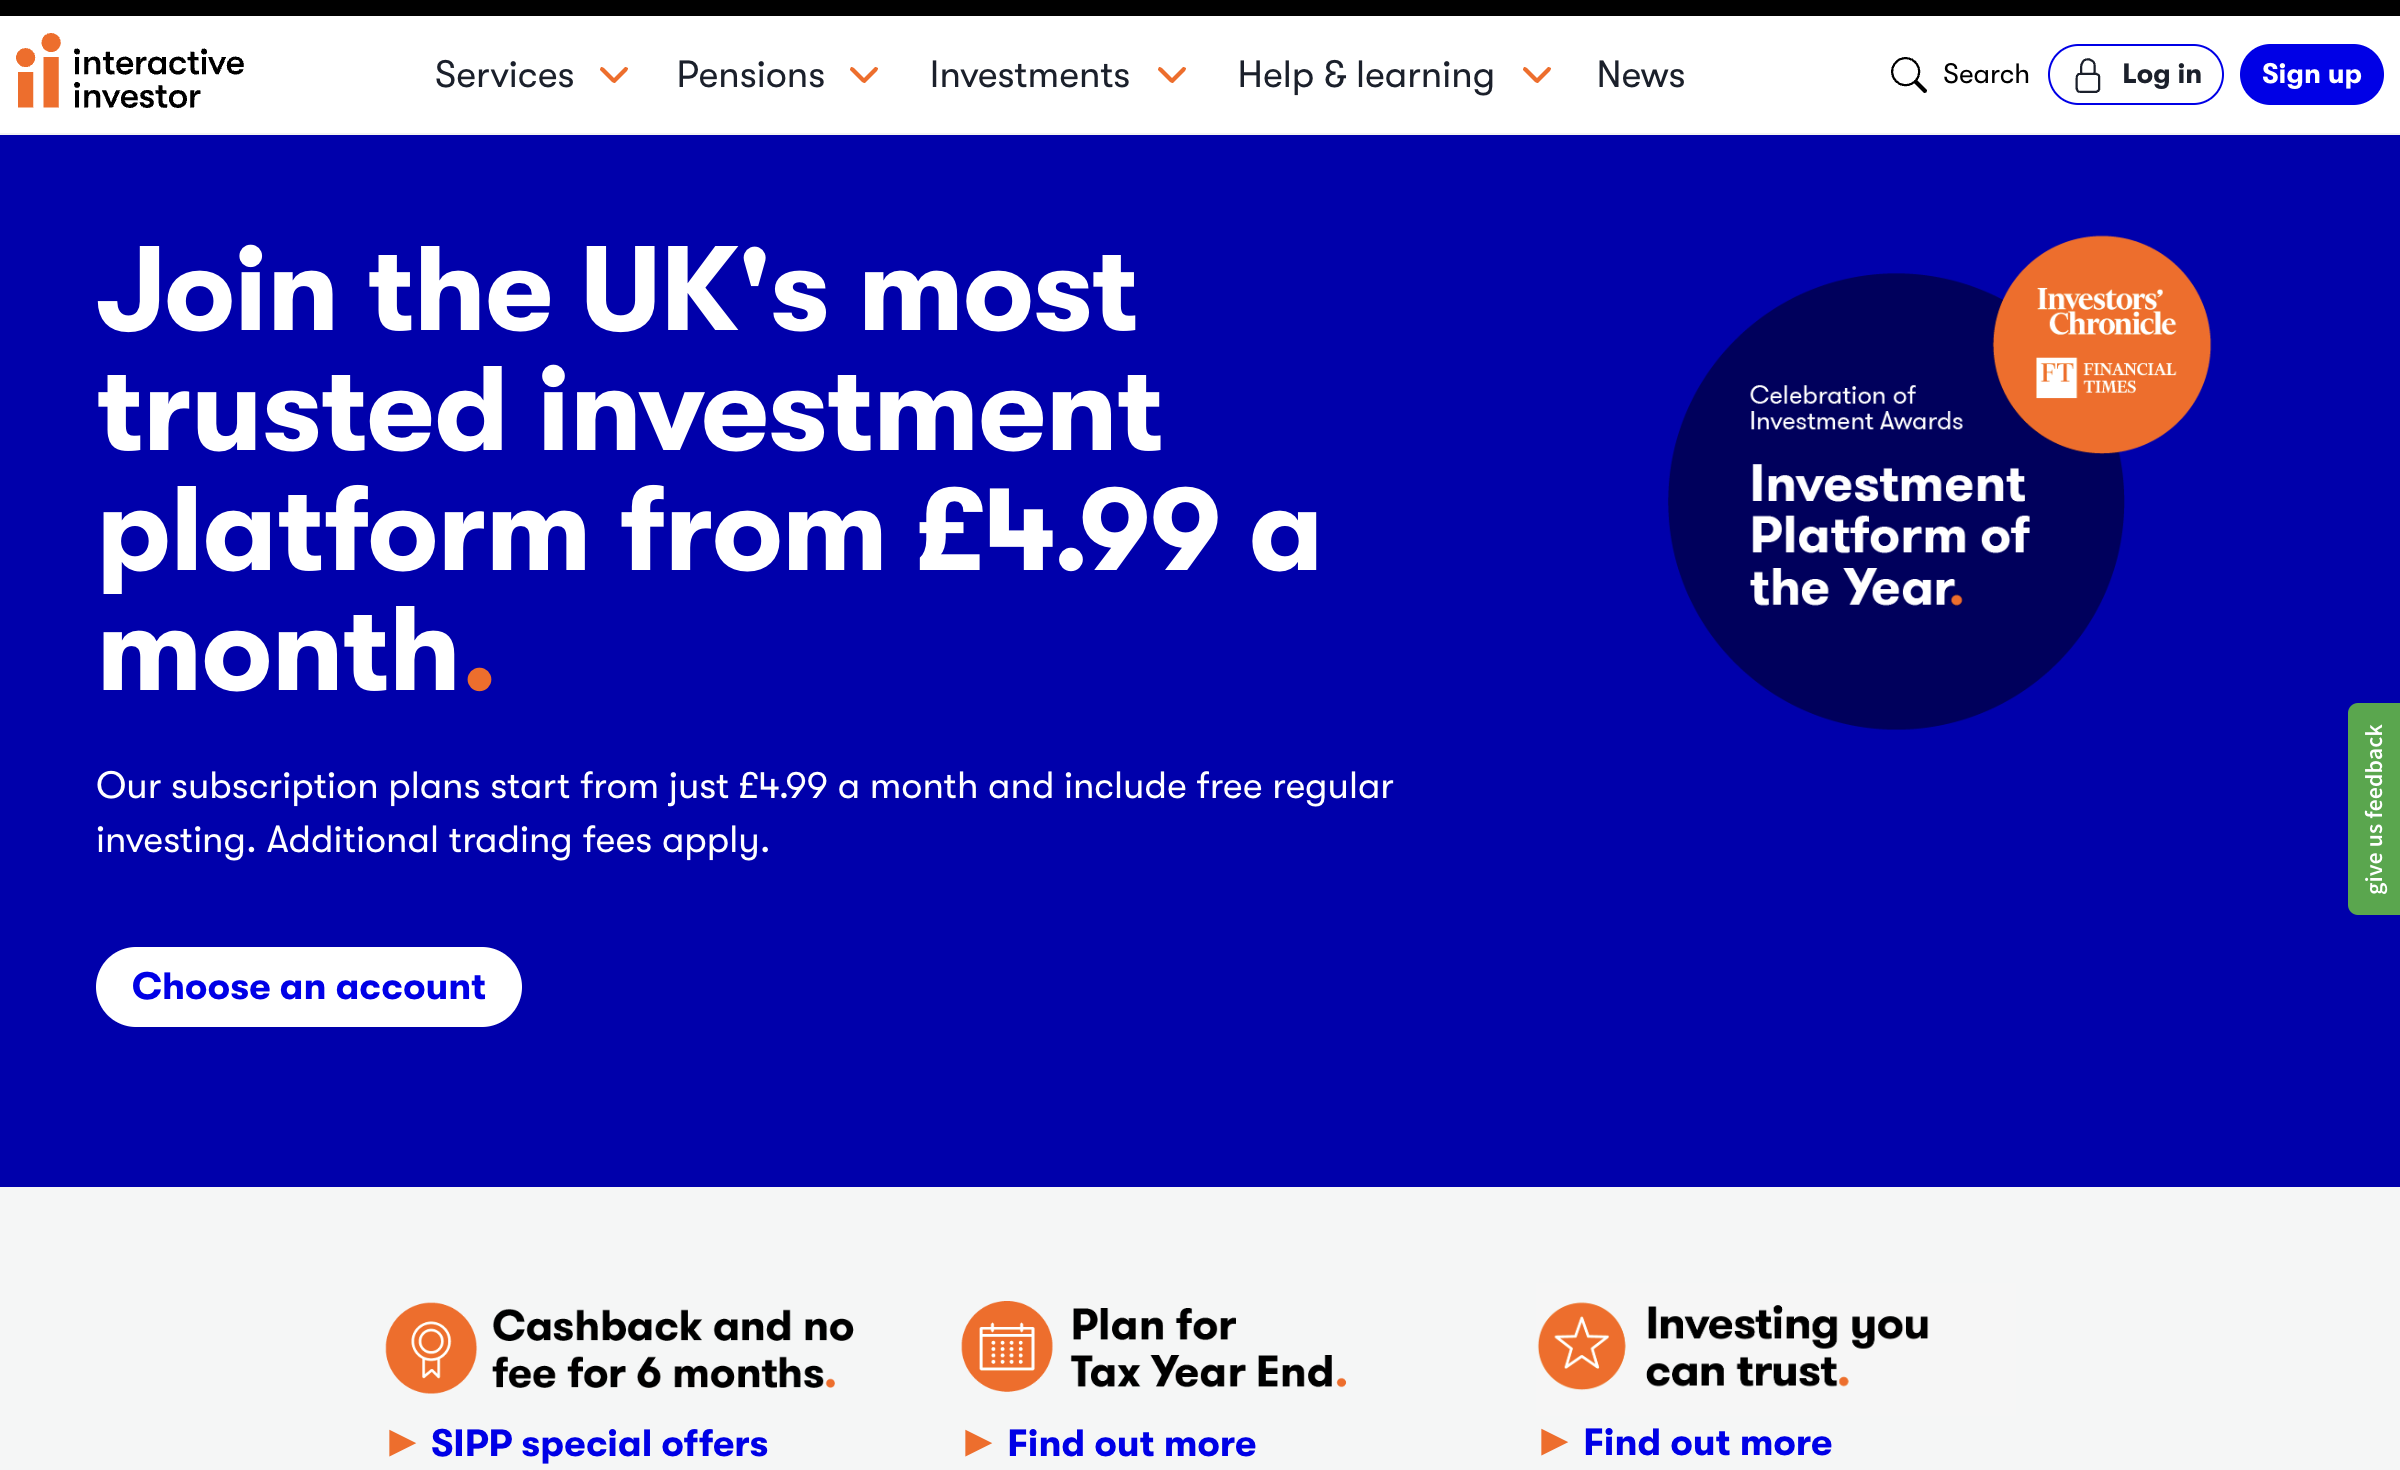 interactive
investor
Services
Pensions
Investments
Help & learning
News
Search
Log in
Sign up
Join the UK's most
trusted investment
platform from £4.99 a
month.
Our subscription plans start from just £4.99 a month and include free regular
investing. Additional trading fees apply.
Choose an account
Investors'
Chronicle
FT FINANCIAL
TIMES
Celebration of
Investment Awards
Investment
Platform of
the Year.
give us feedback
Cashback and no
fee for 6 months.
SIPP special offers
Plan for
Tax Year End.
Find out more
Investing you
can trust.
Find out more